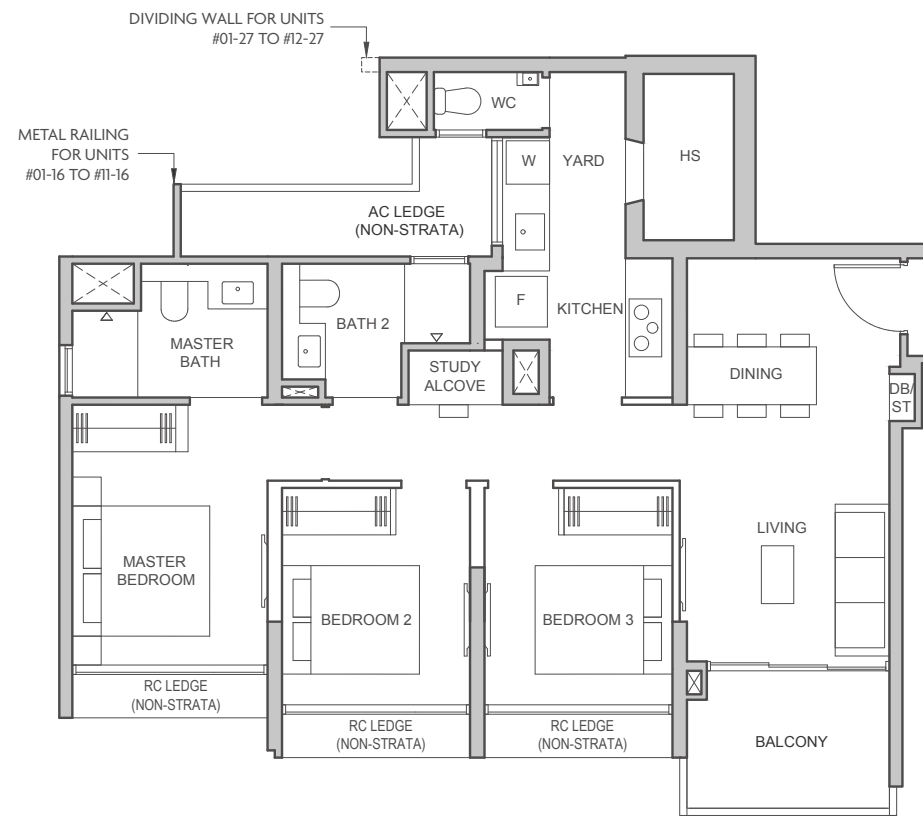 DIVIDING WALL FOR UNITS
#01-27 TO #12-27
METAL RAILING
FOR UNITS
#01-16 TO #11-16
WC
W
YARD
HS
AC LEDGE
(NON-STRATA)
F
KITCHEN
BATH 2
MASTER
BATH
STUDY
ALCOVE
DINING
DB/
ST
LIVING
MASTER
BEDROOM
BEDROOM 2
BEDROOM 3
RC LEDGE
(NON-STRATA)
RC LEDGE
(NON-STRATA)
RC LEDGE
(NON-STRATA)
BALCONY